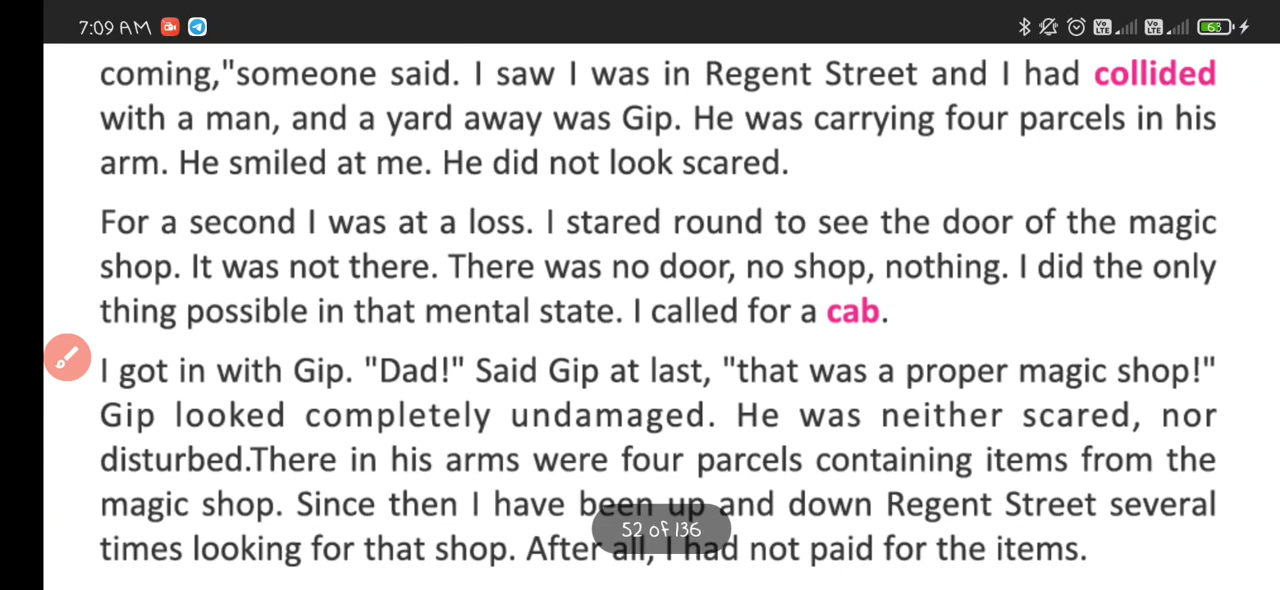 7:09 AM
Vo LTE Vo LTE 63
coming,"someone said. I saw I was in Regent Street and I had collided
with a man, and a yard away was Gip. He was carrying four parcels in his
arm. He smiled at me. He did not look scared.
For a second I was at a loss. I stared round to see the door of the magic
shop. It was not there. There was no door, no shop, nothing. I did the only
thing possible in that mental state. I called for a cab.
I got in with Gip. "Dad!" Said Gip at last, "that was a proper magic shop!"
Gip looked completely undamaged. He was neither scared, nor
disturbed.There in his arms were four parcels containing items from the
magic shop. Since then I have been up and down Regent Street several
52 of 136
times looking for that shop. After all, I had not paid for the items.